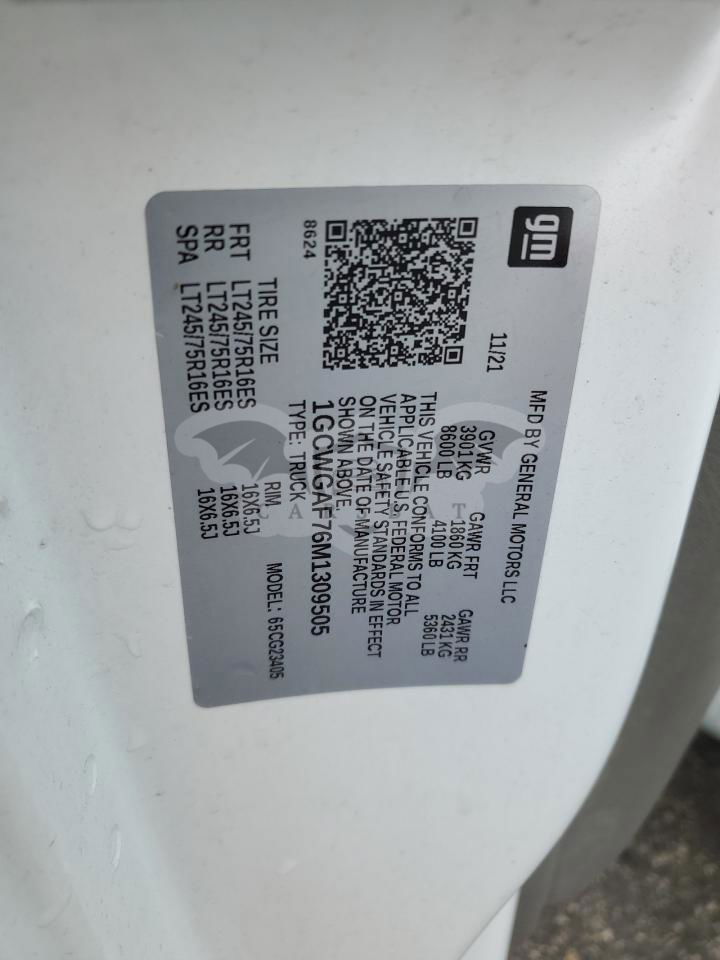 gm
MFD BY GENERAL MOTORS LLC
11/21
GVWR GAWR FRT GAWR RR
3901 KG 1860 KG 2431 KG
8600 LB 4100 LB 5360 LB
THIS VEHICLE CONFORMS TO ALL
APPLICABLE U.S. FEDERAL MOTOR
VEHICLE SAFETY STANDARDS IN EFFECT
ON THE DATE OF MANUFACTURE
SHOWN ABOVE.
8624
1GCWGAF76M1309505
TYPE: TRUCK MODEL: 65CG23405
TIRE SIZE RIM
FRT LT245/75R16ES 16X6.5J
RR LT245/75R16ES 16X6.5J
SPA LT245/75R16ES 16X6.5J